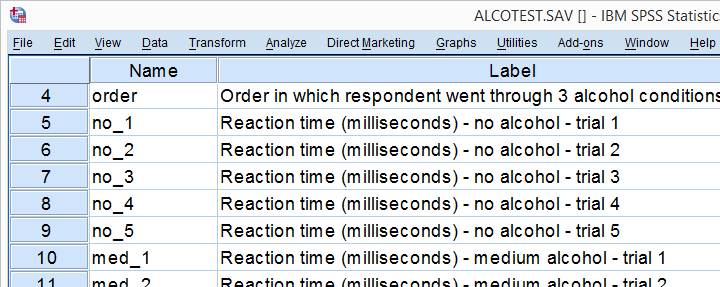 ALCOTEST.SAV [] - IBM SPSS Statistic
File Edit View Data Transform Analyze Direct Marketing Graphs Utilities Add-ons Window Help
Name Label
4 order Order in which respondent went through 3 alcohol conditions
5 no_1 Reaction time (milliseconds) - no alcohol - trial 1
6 no_2 Reaction time (milliseconds) - no alcohol - trial 2
7 no_3 Reaction time (milliseconds) - no alcohol - trial 3
8 no_4 Reaction time (milliseconds) - no alcohol - trial 4
9 no_5 Reaction time (milliseconds) - no alcohol - trial 5
10 med_1 Reaction time (milliseconds) - medium alcohol - trial 1
11 med_2 Reaction time (milliseconds) - medium alcohol - trial 2